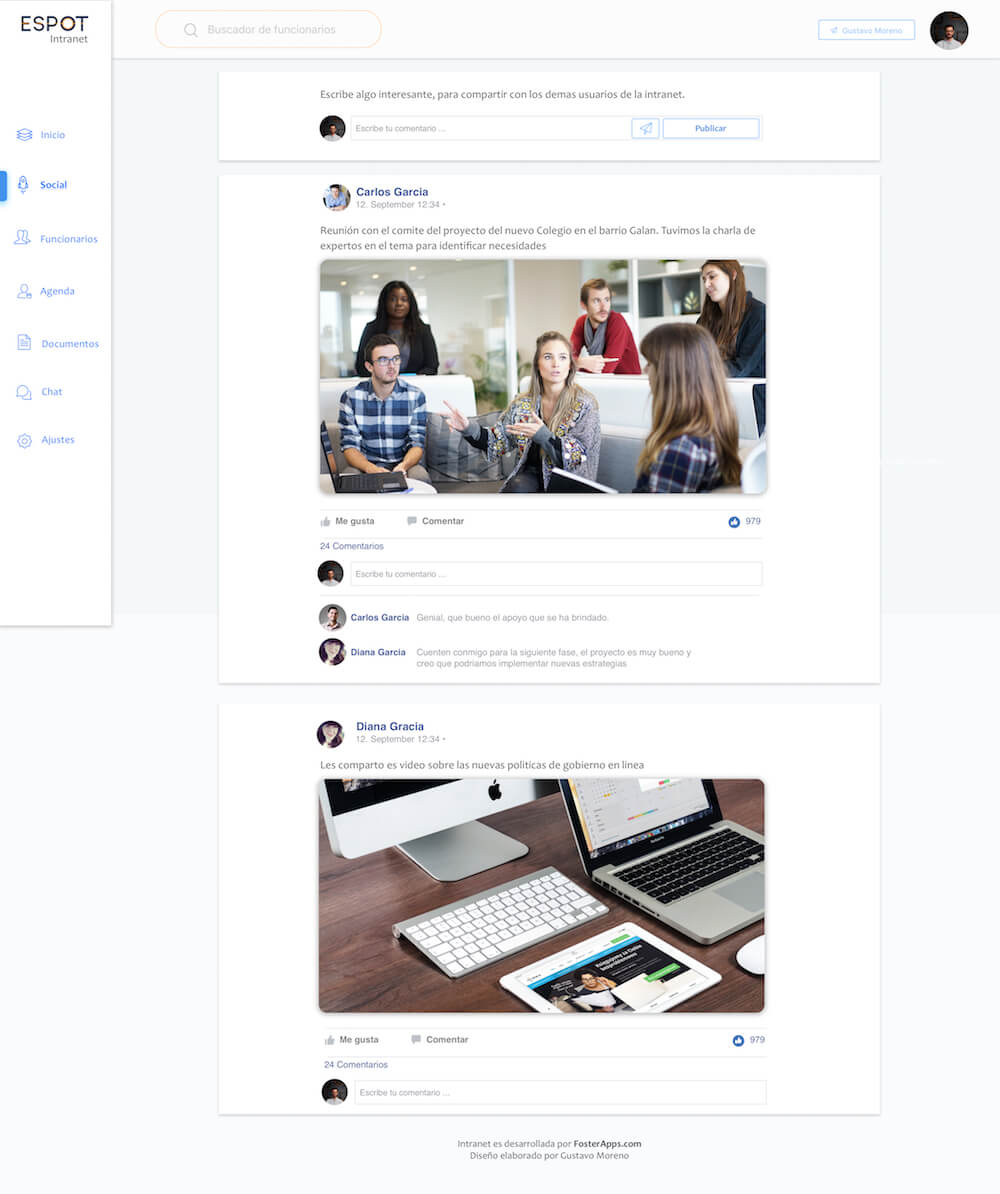 ESPOT
Intranet
Buscador de funcionarios
Gustavo Moreno
Inicio
Social
Funcionarios
Agenda
Documentos
Chat
Ajustes
Escribe algo interesante, para compartir con los demas usuarios de la intranet.
Escribe tu comentario ...
Publicar
Carlos Garcia
12. September 12:34 •
Reunión con el comite del proyecto del nuevo Colegio en el barrio Galan. Tuvimos la charla de
expertos en el tema para identificar necesidades
Me gusta
Comentar
979
24 Comentarios
Escribe tu comentario ...
Carlos Garcia Genial, que bueno el apoyo que se ha brindado.
Diana Garcia Cuenten conmigo para la siguiente fase, el proyecto es muy bueno y
creo que podriamos implementar nuevas estrategias
Diana Gracia
12. September 12:34 •
Les comparto es video sobre las nuevas politicas de gobierno en linea
Me gusta
Comentar
979
24 Comentarios
Escribe tu comentario ...
Intranet es desarrollada por FosterApps.com
Diseño elaborado por Gustavo Moreno